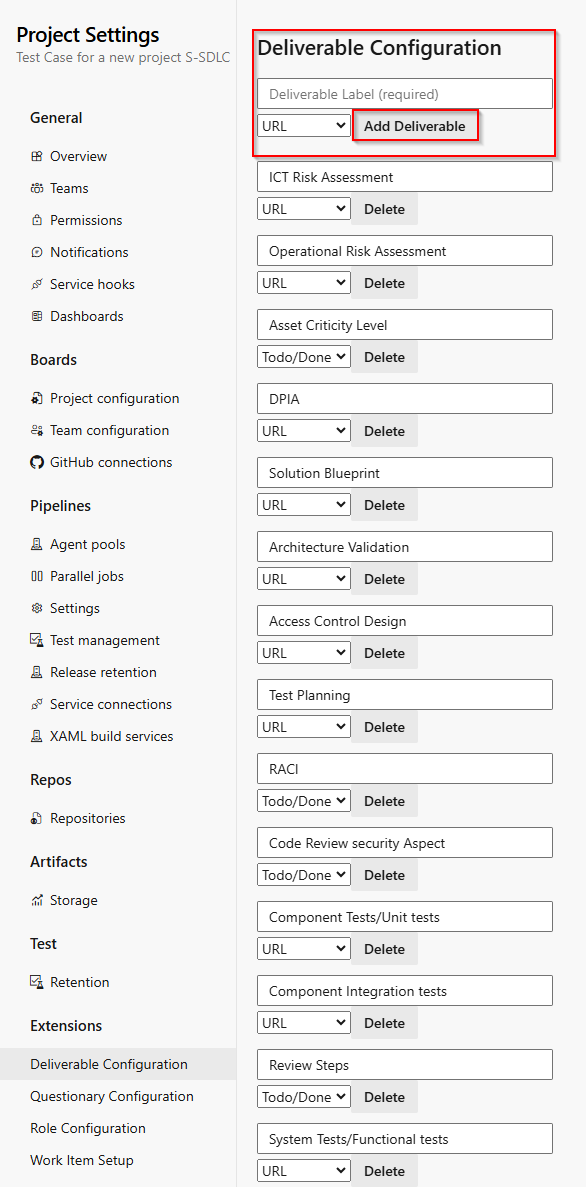 Project Settings
Test Case for a new project S-SDLC
General
Overview
Teams
Permissions
Notifications
Service hooks
Dashboards
Boards
Project configuration
Team configuration
GitHub connections
Pipelines
Agent pools
Parallel jobs
Settings
Test management
Release retention
Service connections
XAML build services
Repos
Repositories
Artifacts
Storage
Test
Retention
Extensions
Deliverable Configuration
Questionary Configuration
Role Configuration
Work Item Setup
Deliverable Configuration
Deliverable Label (required)
URL Add Deliverable
ICT Risk Assessment
URL Delete
Operational Risk Assessment
URL Delete
Asset Criticity Level
Todo/Done Delete
DPIA
URL Delete
Solution Blueprint
URL Delete
Architecture Validation
URL Delete
Access Control Design
URL Delete
Test Planning
URL Delete
RACI
Todo/Done Delete
Code Review security Aspect
Todo/Done Delete
Component Tests/Unit tests
URL Delete
Component Integration tests
URL Delete
Review Steps
Todo/Done Delete
System Tests/Functional tests
URL Delete